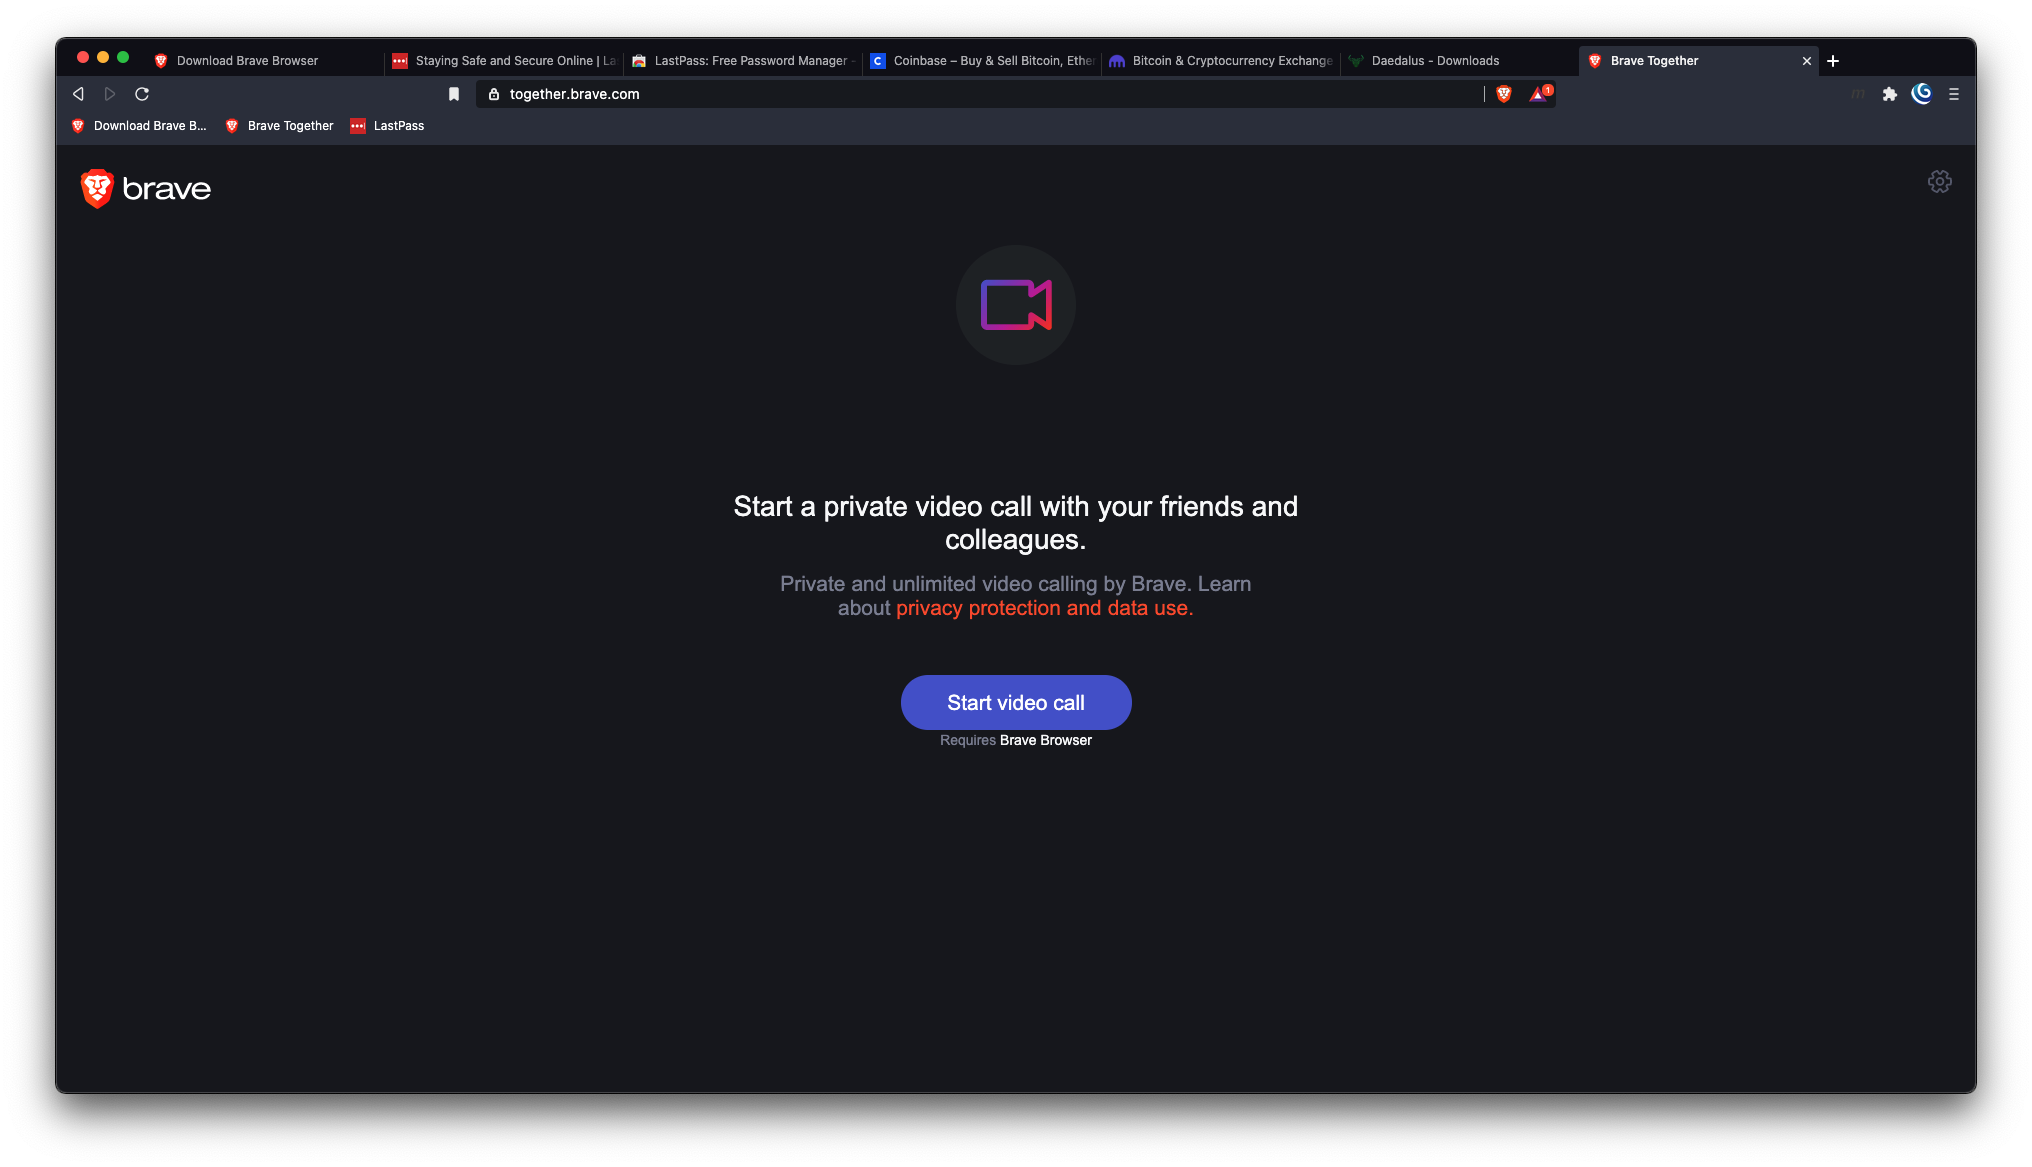 Download Brave Browser
Staying Safe and Secure Online | La
LastPass: Free Password Manager -
Coinbase – Buy & Sell Bitcoin, Ether
Bitcoin & Cryptocurrency Exchange
Daedalus - Downloads
Brave Together
together.brave.com
1
m
Download Brave B...
Brave Together
LastPass
brave
Start a private video call with your friends and
colleagues.
Private and unlimited video calling by Brave. Learn
about privacy protection and data use.
Start video call
Requires Brave Browser